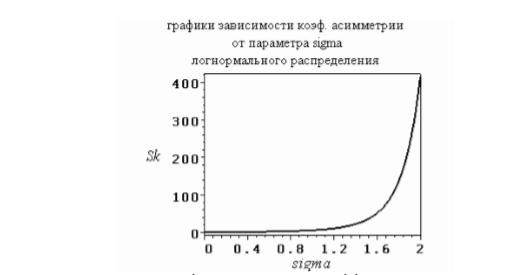 графики зависимости коэф. асимметрии
от параметра sigma
логнормального распределения
400
300
Sk 200
100
0
0 0.4 0.8 1.2 1.6 2
sigma